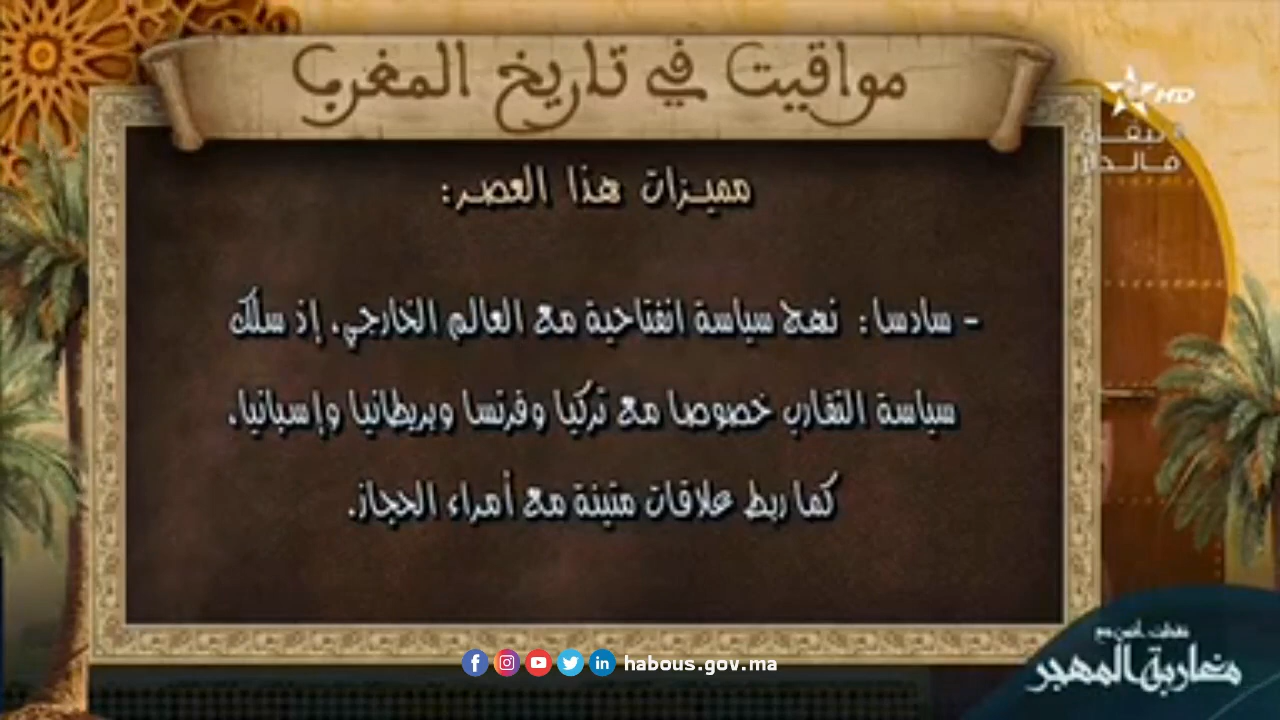 مواقيت في تاريخ المغرب
HD
مميزات هذا العصر:
- سادسا: نهج سياسة انفتاحية مع العالم الخارجي، إذ سلك
سياسة التقارب خصوصا مع تركيا وفرنسا وبريطانيا وإسبانيا،
كما ربط علاقات متينة مع أمراء الحجاز.
habous.gov.ma
مغاربة المهجر